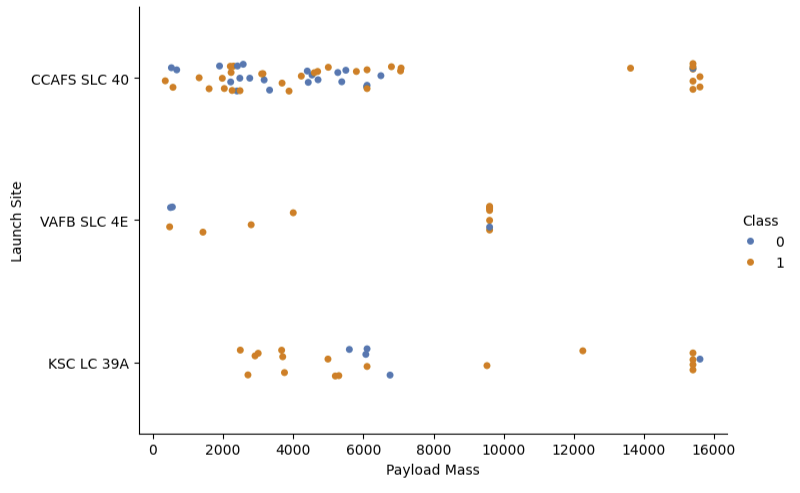 CCAFS SLC 40
VAFB SLC 4E
KSC LC 39A
Launch Site
0 2000 4000 6000 8000 10000 12000 14000 16000
Payload Mass
Class
0
1